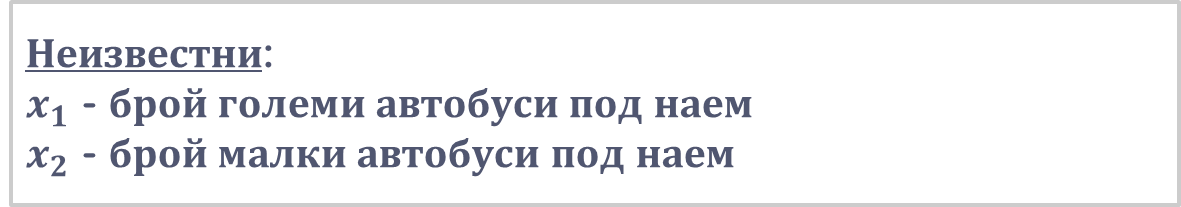 Неизвестни:
x₁ - брой големи автобуси под наем
x₂ - брой малки автобуси под наем